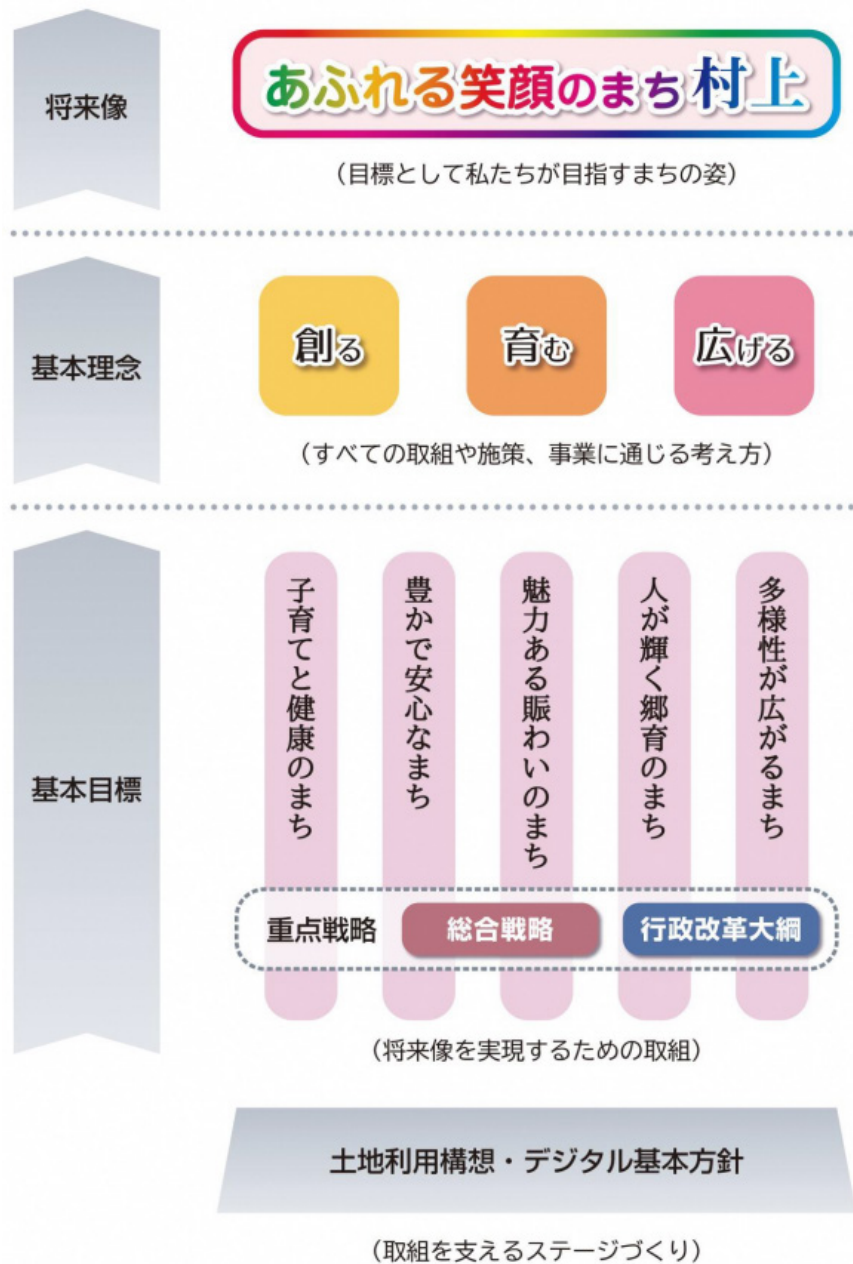 将来像
あふれる笑顔のまち村上
（目標として私たちが目指すまちの姿）
基本理念
創る
育む
広げる
（すべての取組や施策、事業に通じる考え方）
基本目標
子育てと健康のまち
豊かで安心なまち
魅力ある賑わいのまち
人が輝く郷育のまち
多様性が広がるまち
重点戦略
総合戦略
行政改革大綱
（将来像を実現するための取組）
土地利用構想・デジタル基本方針
（取組を支えるステージづくり）